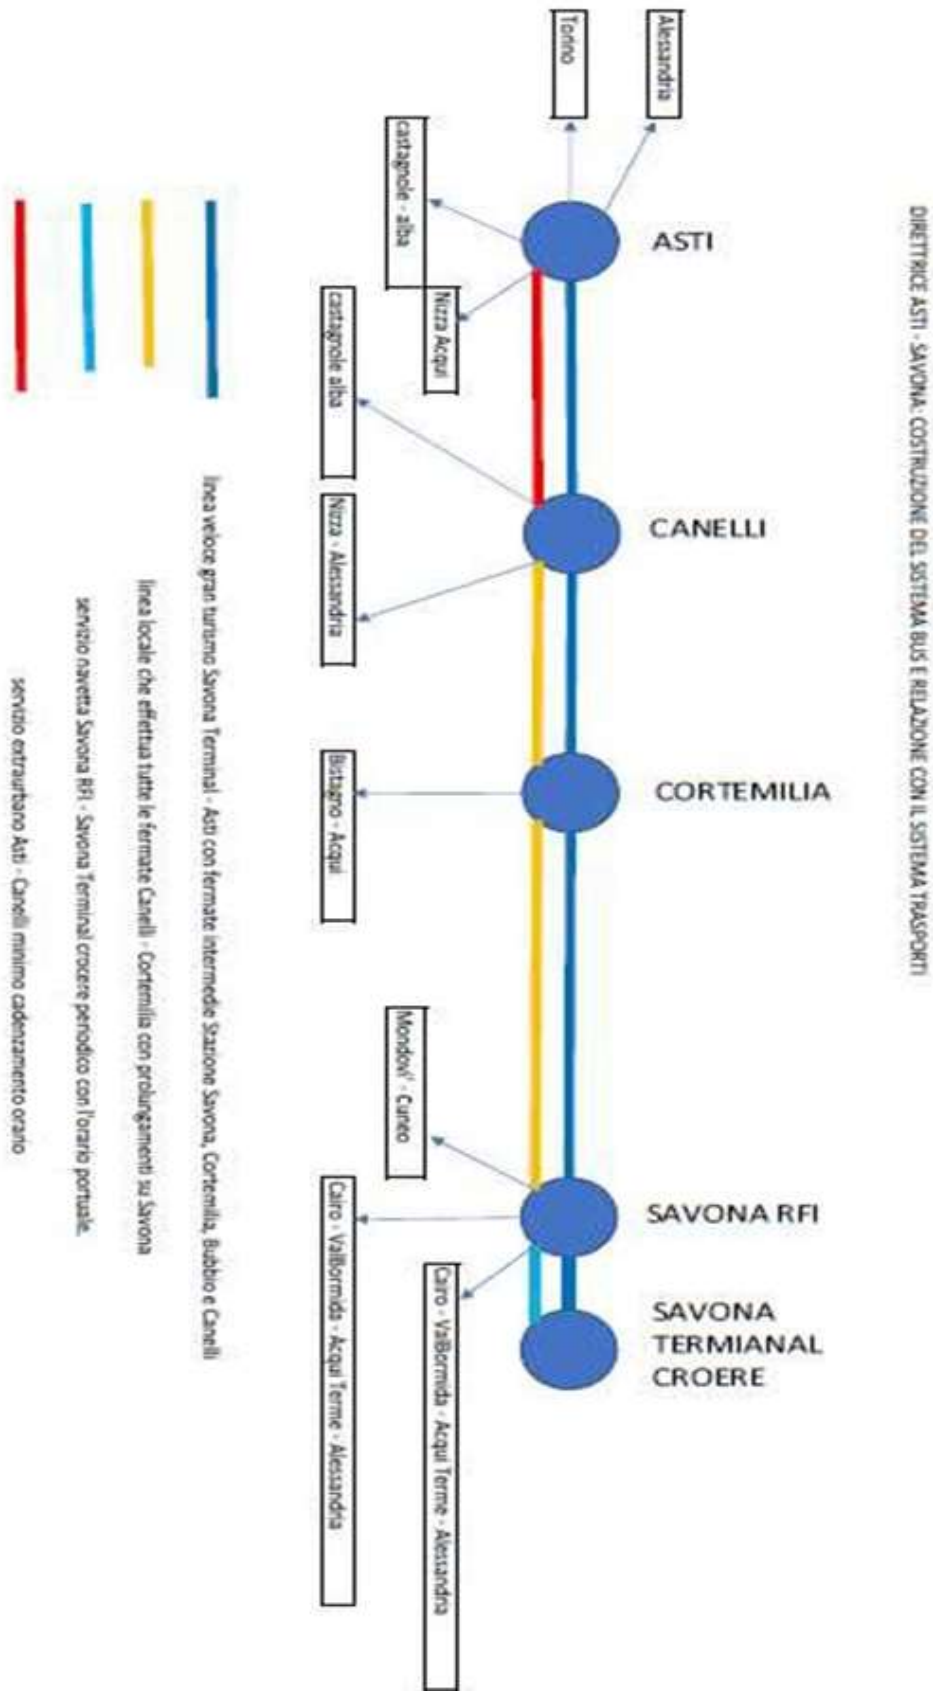 DIRETTRICE ASTI - SAVONA: COSTRUZIONE DEL SISTEMA BUS E RELAZIONE CON IL SISTEMA TRASPORTI
ASTI
CANELLI
CORTEMILIA
SAVONA RFI
SAVONA
TERMIANAL
CROERE
Alessandria
Torino
castagnole - alba
Nizza Acqui
castagnole alba
Nizza - Alessandria
Bistagno - Acqui
Mondovi' - Cuneo
Cairo - ValBormida - Acqui Terme - Alessandria
Cairo - ValBormida - Acqui Terme - Alessandria
linea veloce gran turismo Savona Terminal - Asti con fermate intermedie Stazione Savona, Cortemilia, Bubbio e Canelli
linea locale che effettua tutte le fermate Canelli - Cortemilia con prolungamenti su Savona
servizio navetta Savona RFI - Savona Terminal crocere periodico con l'orario portuale.
servizio extraurbano Asti - Canelli minimo cadenzamento orario